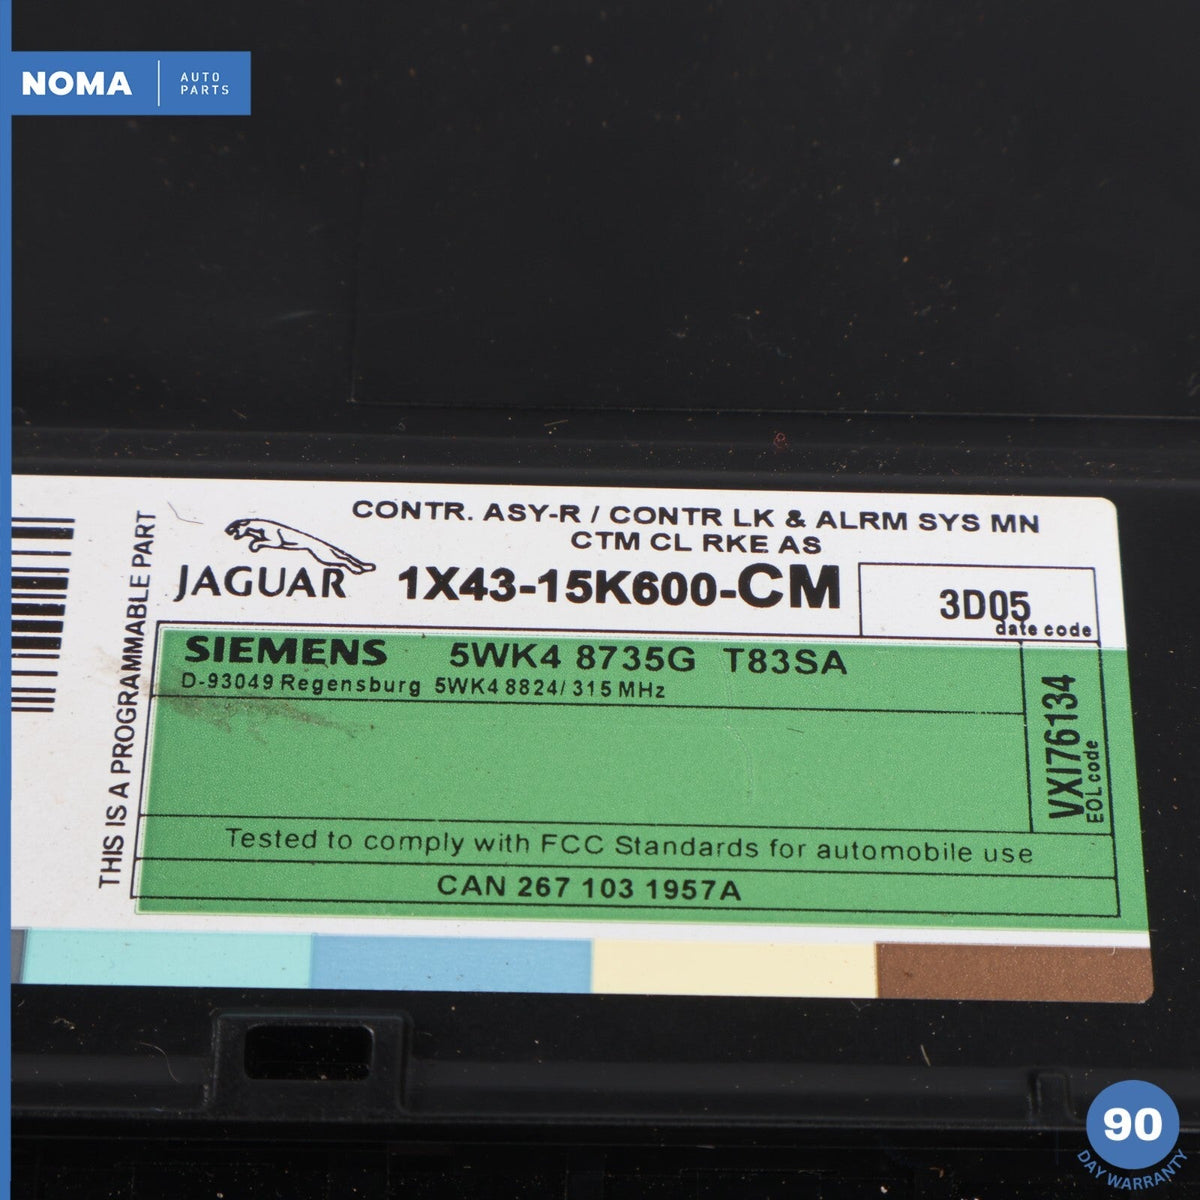 NOMA
AUTO
PARTS
CONTR. ASY-R / CONTR LK & ALRM SYS MN
CTM CL RKE AS
JAGUAR
1X43-15K600-CM
3D05
date code
THIS IS A PROGRAMMABLE PART
SIEMENS 5WK4 8735G T83SA
D-93049 Regensburg 5WK4 8824/ 315 MHz
VXI76134
EOL code
Tested to comply with FCC Standards for automobile use
CAN 267 103 1957A
90
DAY WARRANTY